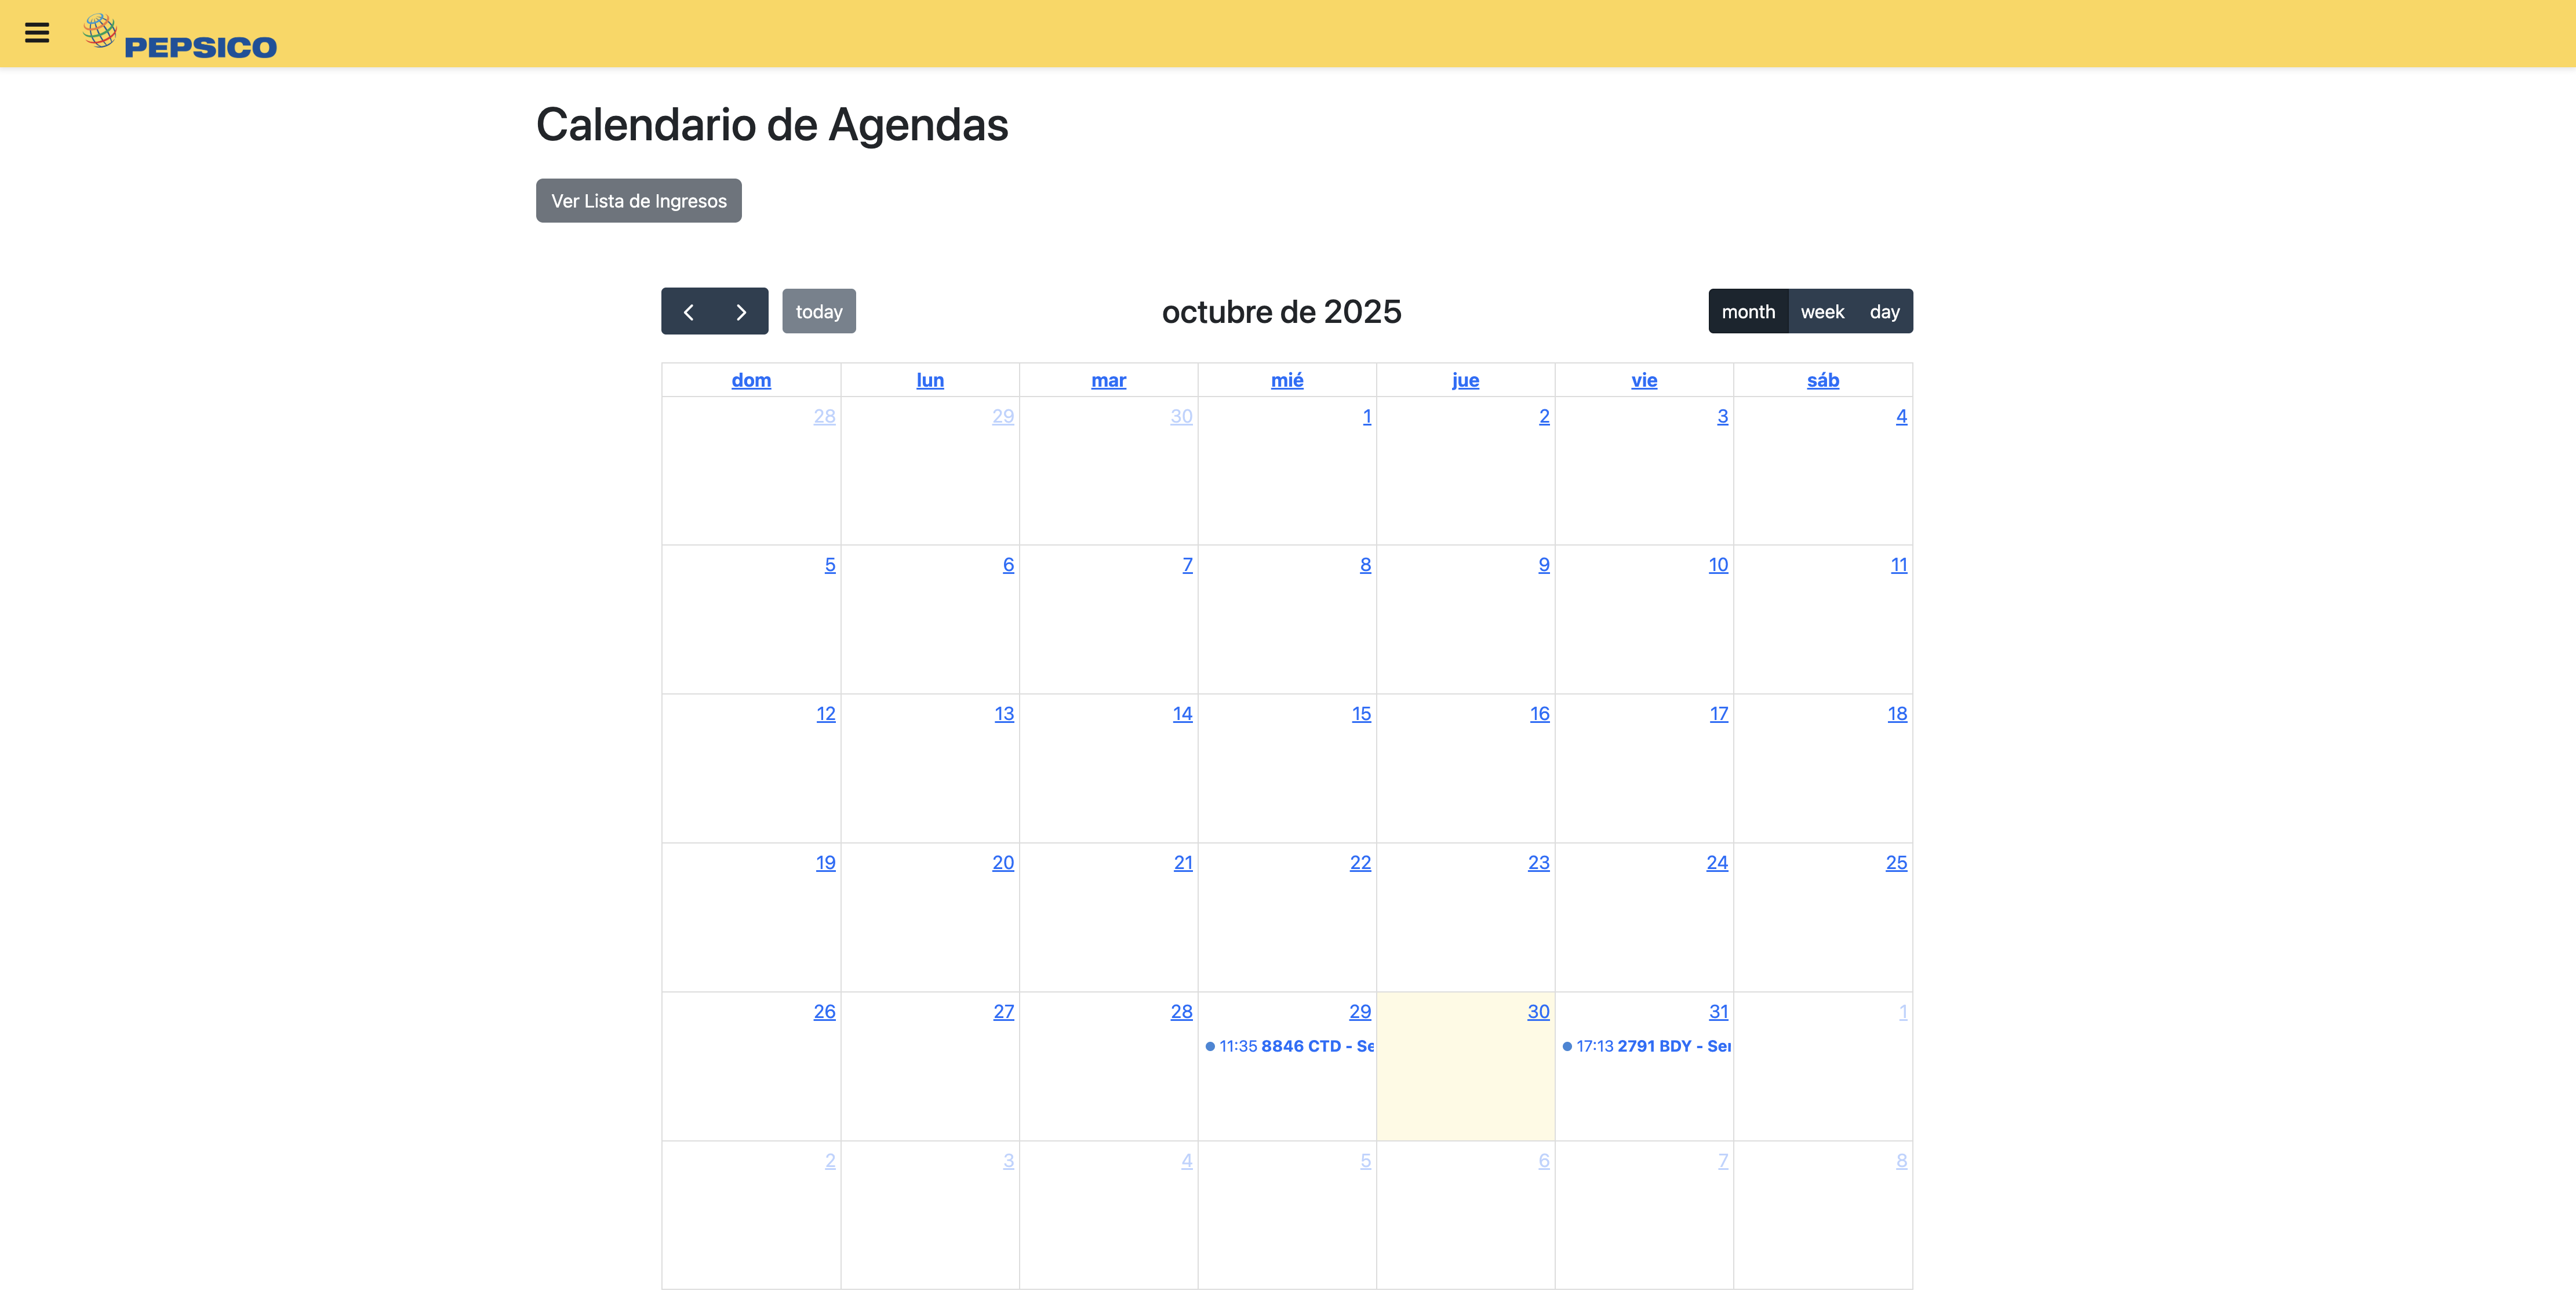 PEPSICO
Calendario de Agendas
Ver Lista de Ingresos
today
octubre de 2025
month week day
dom lun mar mié jue vie sáb
28 29 30 1 2 3 4
5 6 7 8 9 10 11
12 13 14 15 16 17 18
19 20 21 22 23 24 25
26 27 28 29 30 31 1
11:35 8846 CTD - Se 17:13 2791 BDY - Ser
2 3 4 5 6 7 8